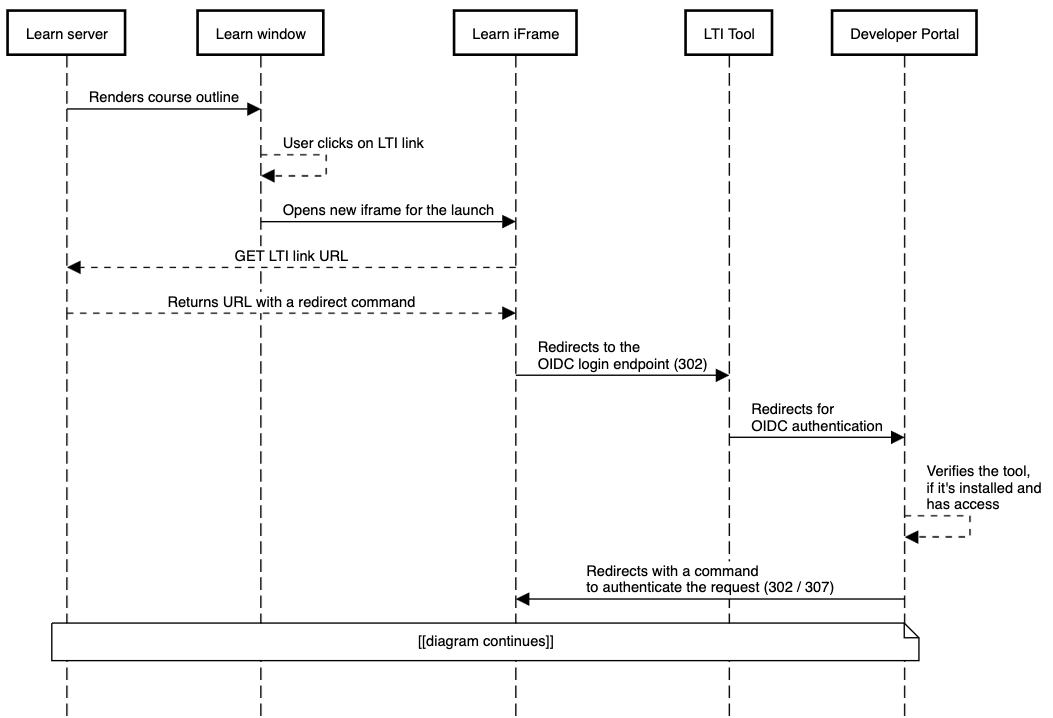 Learn server
Learn window
Learn iFrame
LTI Tool
Developer Portal
Renders course outline
User clicks on LTI link
Opens new iframe for the launch
GET LTI link URL
Returns URL with a redirect command
Redirects to the
OIDC login endpoint (302)
Redirects for
OIDC authentication
Verifies the tool,
if it's installed and
has access
Redirects with a command
to authenticate the request (302 / 307)
[[diagram continues]]